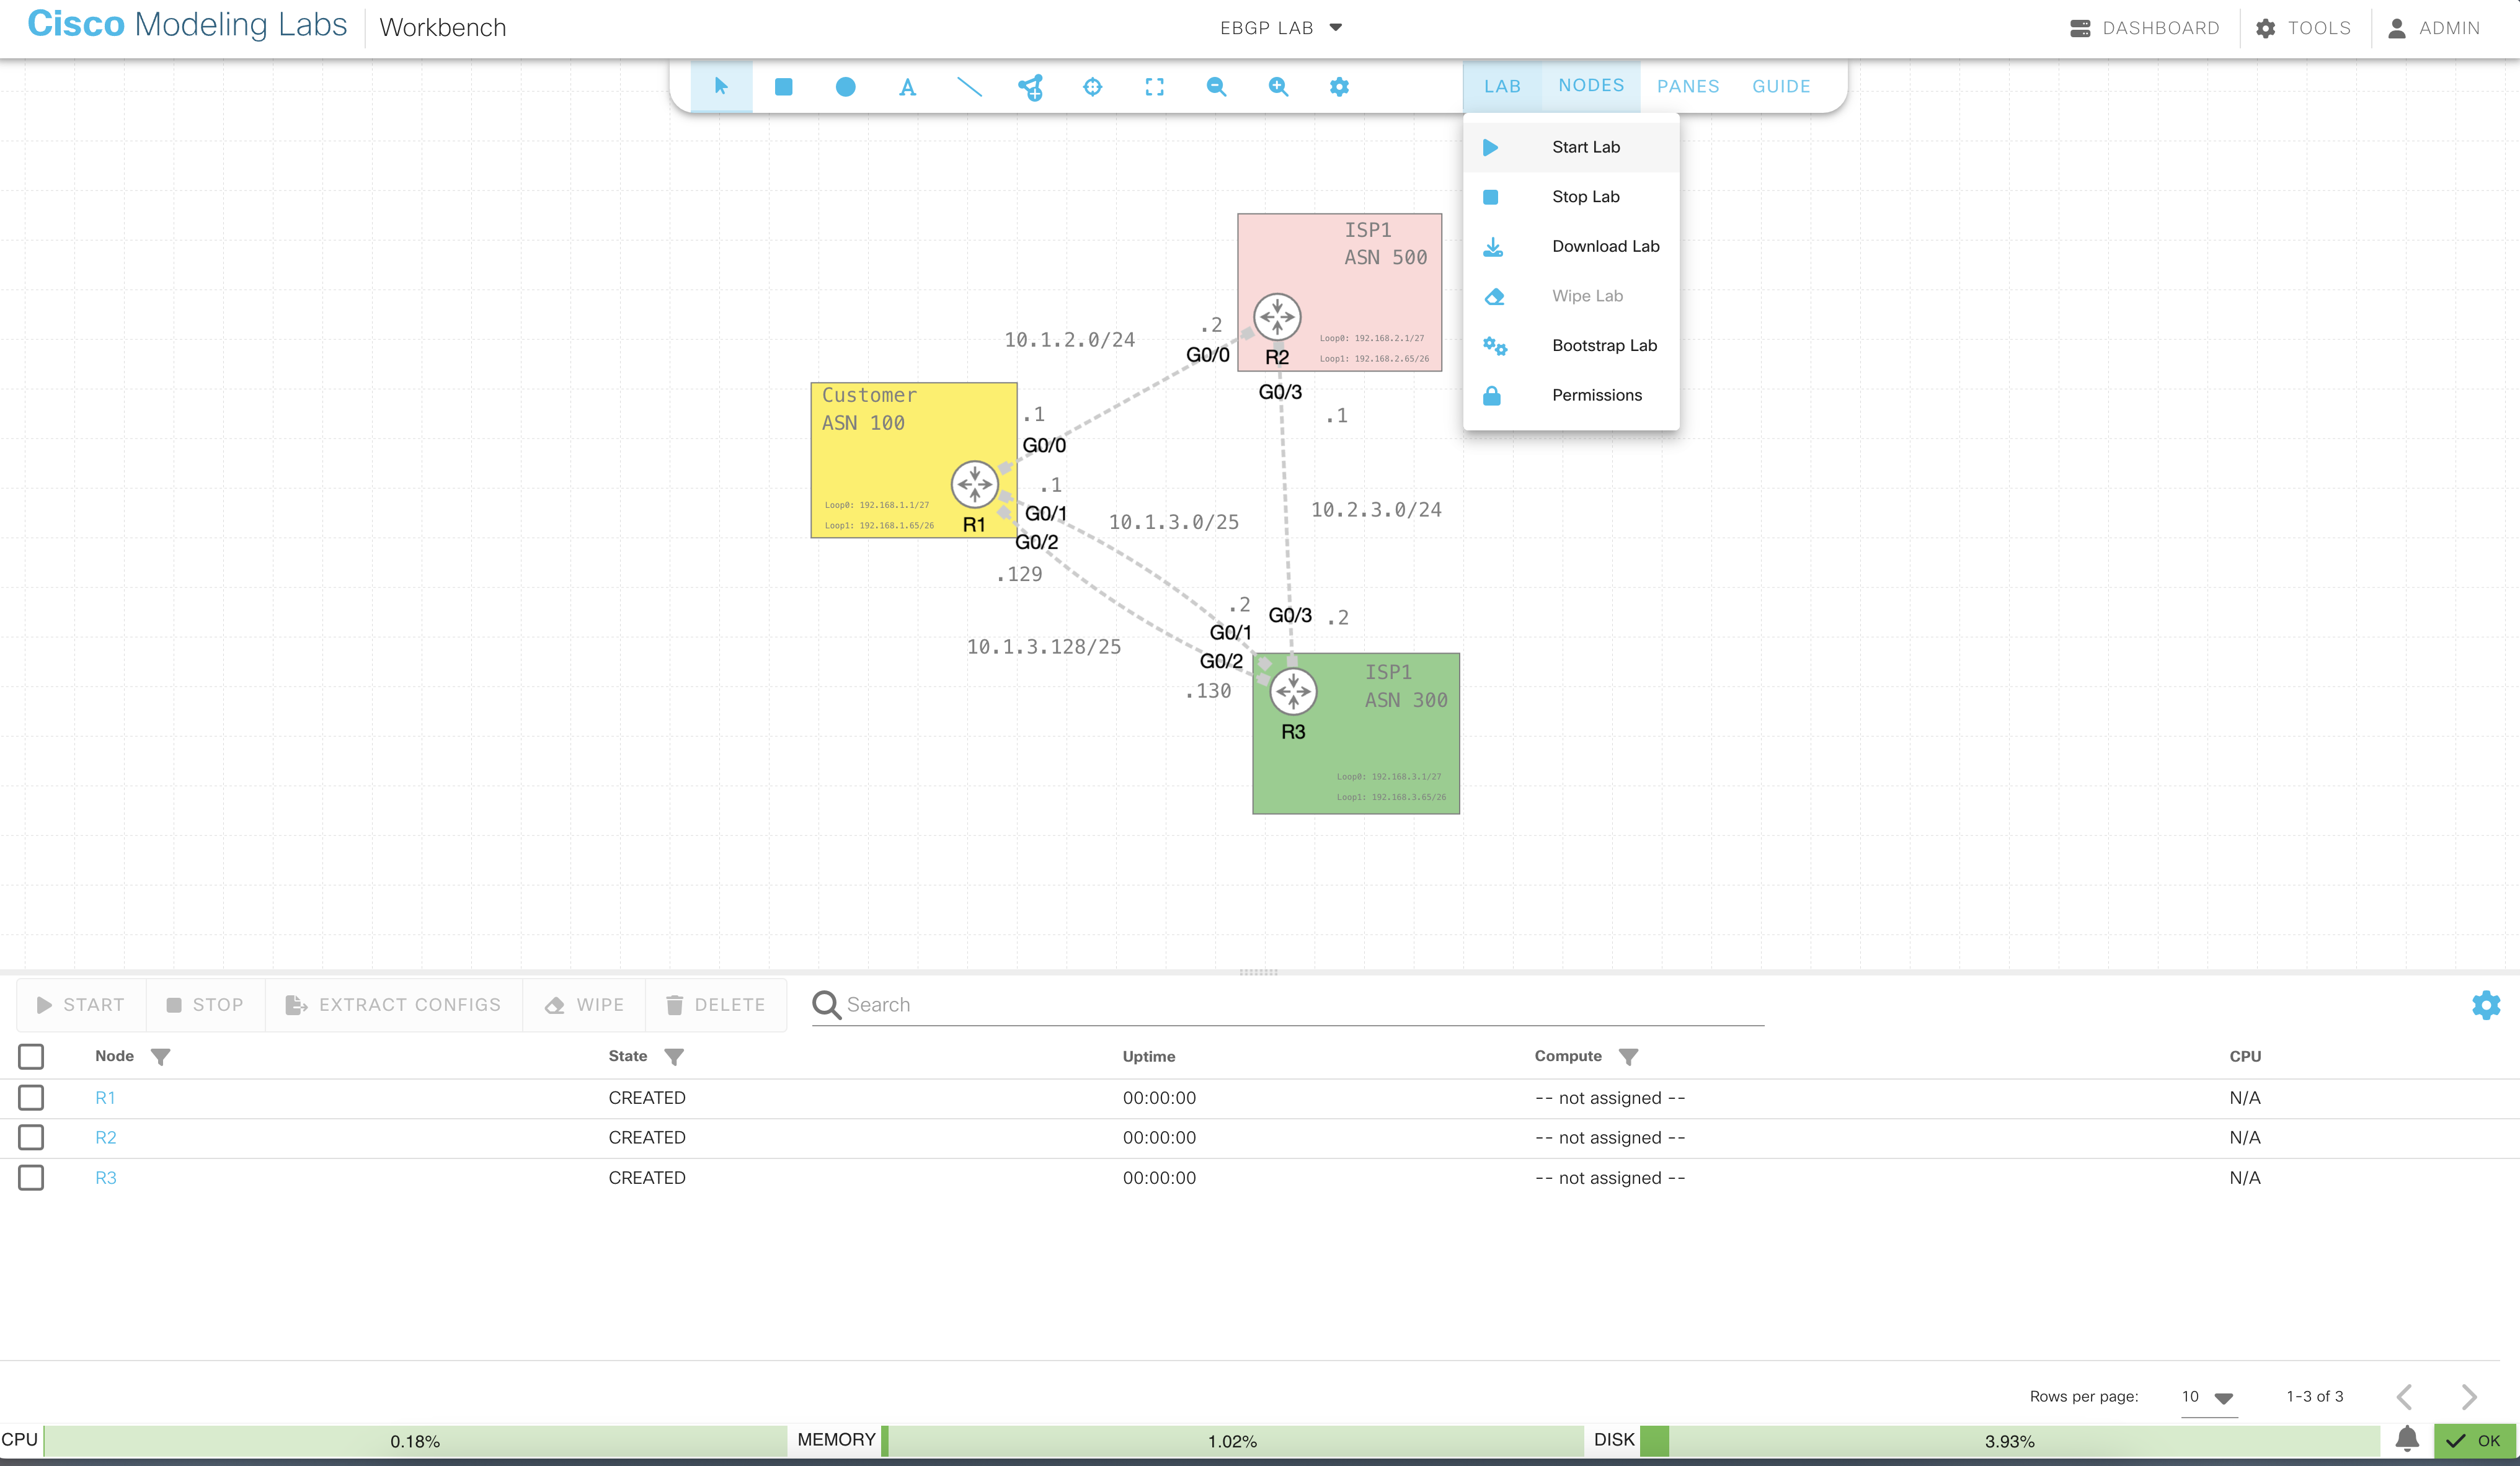 Cisco Modeling Labs Workbench
EBGP LAB
DASHBOARD
TOOLS
ADMIN
A
LAB
NODES
PANES
GUIDE
Start Lab
Stop Lab
Download Lab
Wipe Lab
Bootstrap Lab
Permissions
ISP1
ASN 500
Loop0: 192.168.2.1/27
Loop1: 192.168.2.65/26
R2
.2
G0/0
10.1.2.0/24
G0/3
.1
Customer
ASN 100
Loop0: 192.168.1.1/27
Loop1: 192.168.1.65/26
R1
.1
G0/0
.1
G0/1
G0/2
.129
10.1.3.0/25
10.2.3.0/24
10.1.3.128/25
.2
G0/1
G0/3
.2
G0/2
.130
ISP1
ASN 300
R3
Loop0: 192.168.3.1/27
Loop1: 192.168.3.65/26
START
STOP
EXTRACT CONFIGS
WIPE
DELETE
Search
Node State Uptime Compute CPU
R1 CREATED 00:00:00 -- not assigned -- N/A
R2 CREATED 00:00:00 -- not assigned -- N/A
R3 CREATED 00:00:00 -- not assigned -- N/A
Rows per page: 10 1-3 of 3
CPU 0.18% MEMORY 1.02% DISK 3.93% OK